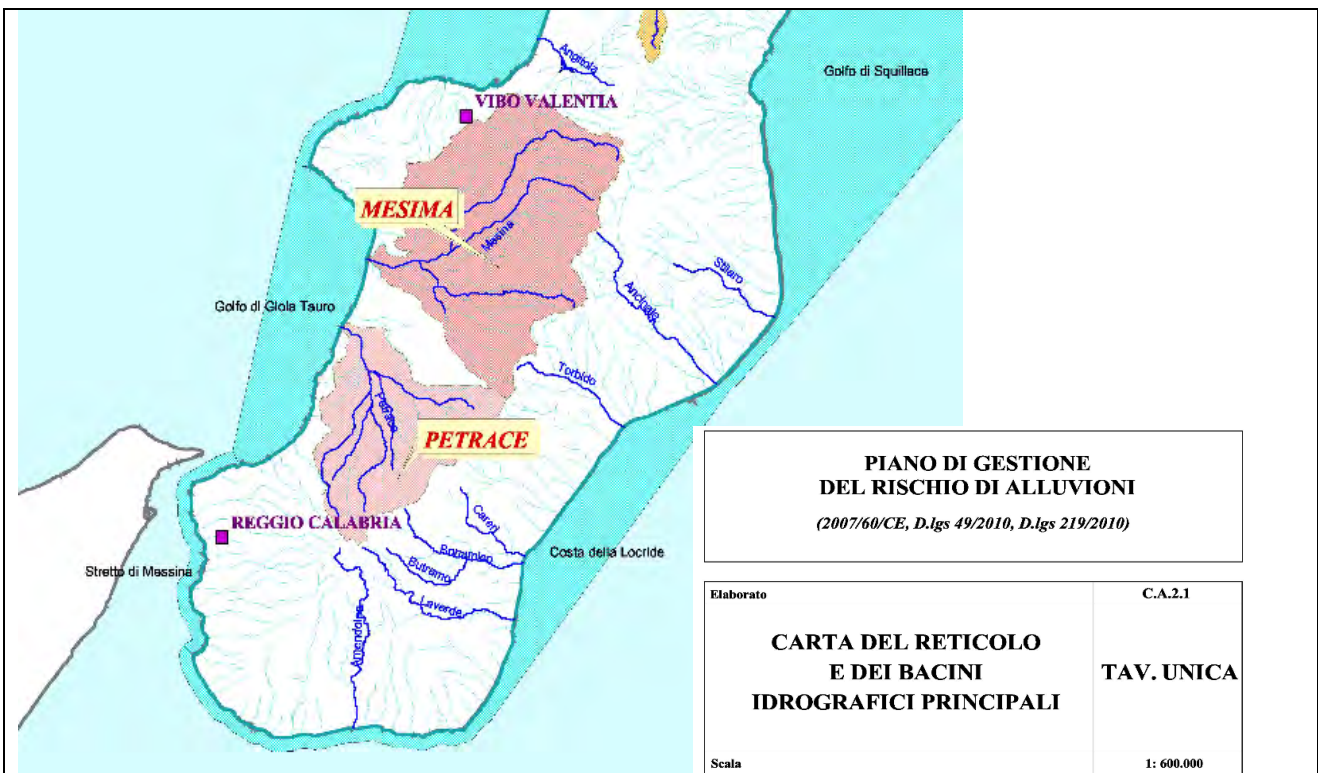 Angitola
Golfo di Squillace
VIBO VALENTIA
MESIMA
Mesina
Stilaro
Ancinale
Golfo di Gioia Tauro
Torbido
Petrace
PETRACE
Careri
REGGIO CALABRIA
Costa della Locride
Butramo
Stretto di Messina
Laverde
Amendolea
PIANO DI GESTIONE
DEL RISCHIO DI ALLUVIONI
(2007/60/CE, D.lgs 49/2010, D.lgs 219/2010)
Elaborato
C.A.2.1
CARTA DEL RETICOLO
E DEI BACINI
IDROGRAFICI PRINCIPALI
TAV. UNICA
Scala
1: 600.000